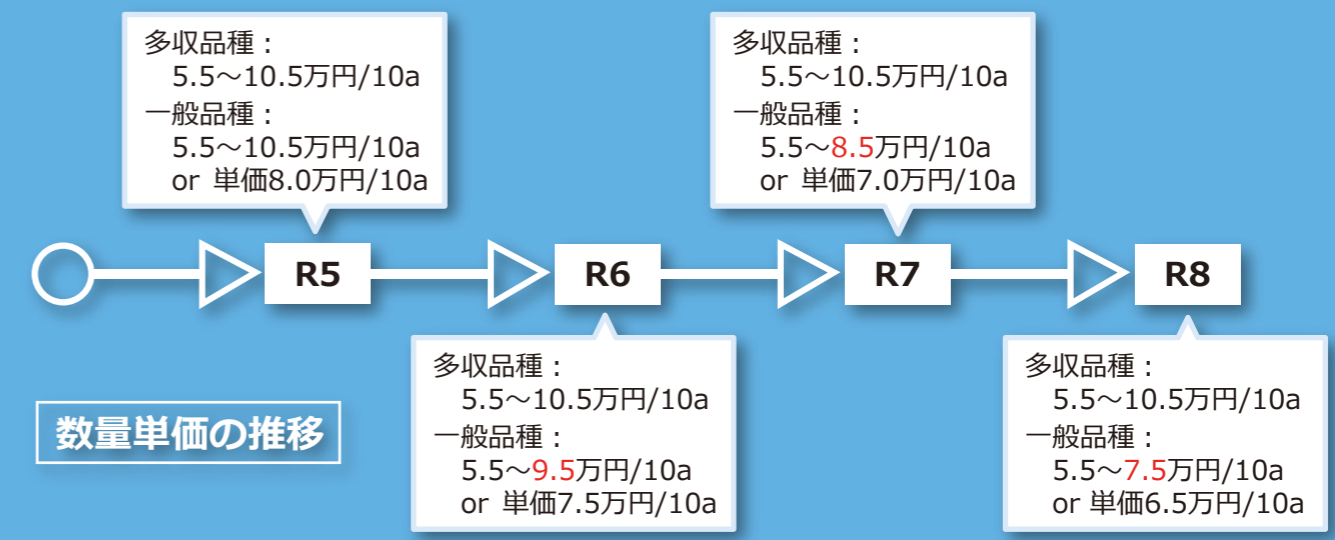 多収品種：
5.5～10.5万円/10a
一般品種：
5.5～10.5万円/10a
or 単価8.0万円/10a
多収品種：
5.5～10.5万円/10a
一般品種：
5.5～8.5万円/10a
or 単価7.0万円/10a
R5
R6
R7
R8
多収品種：
5.5～10.5万円/10a
一般品種：
5.5～9.5万円/10a
or 単価7.5万円/10a
多収品種：
5.5～10.5万円/10a
一般品種：
5.5～7.5万円/10a
or 単価6.5万円/10a
数量単価の推移